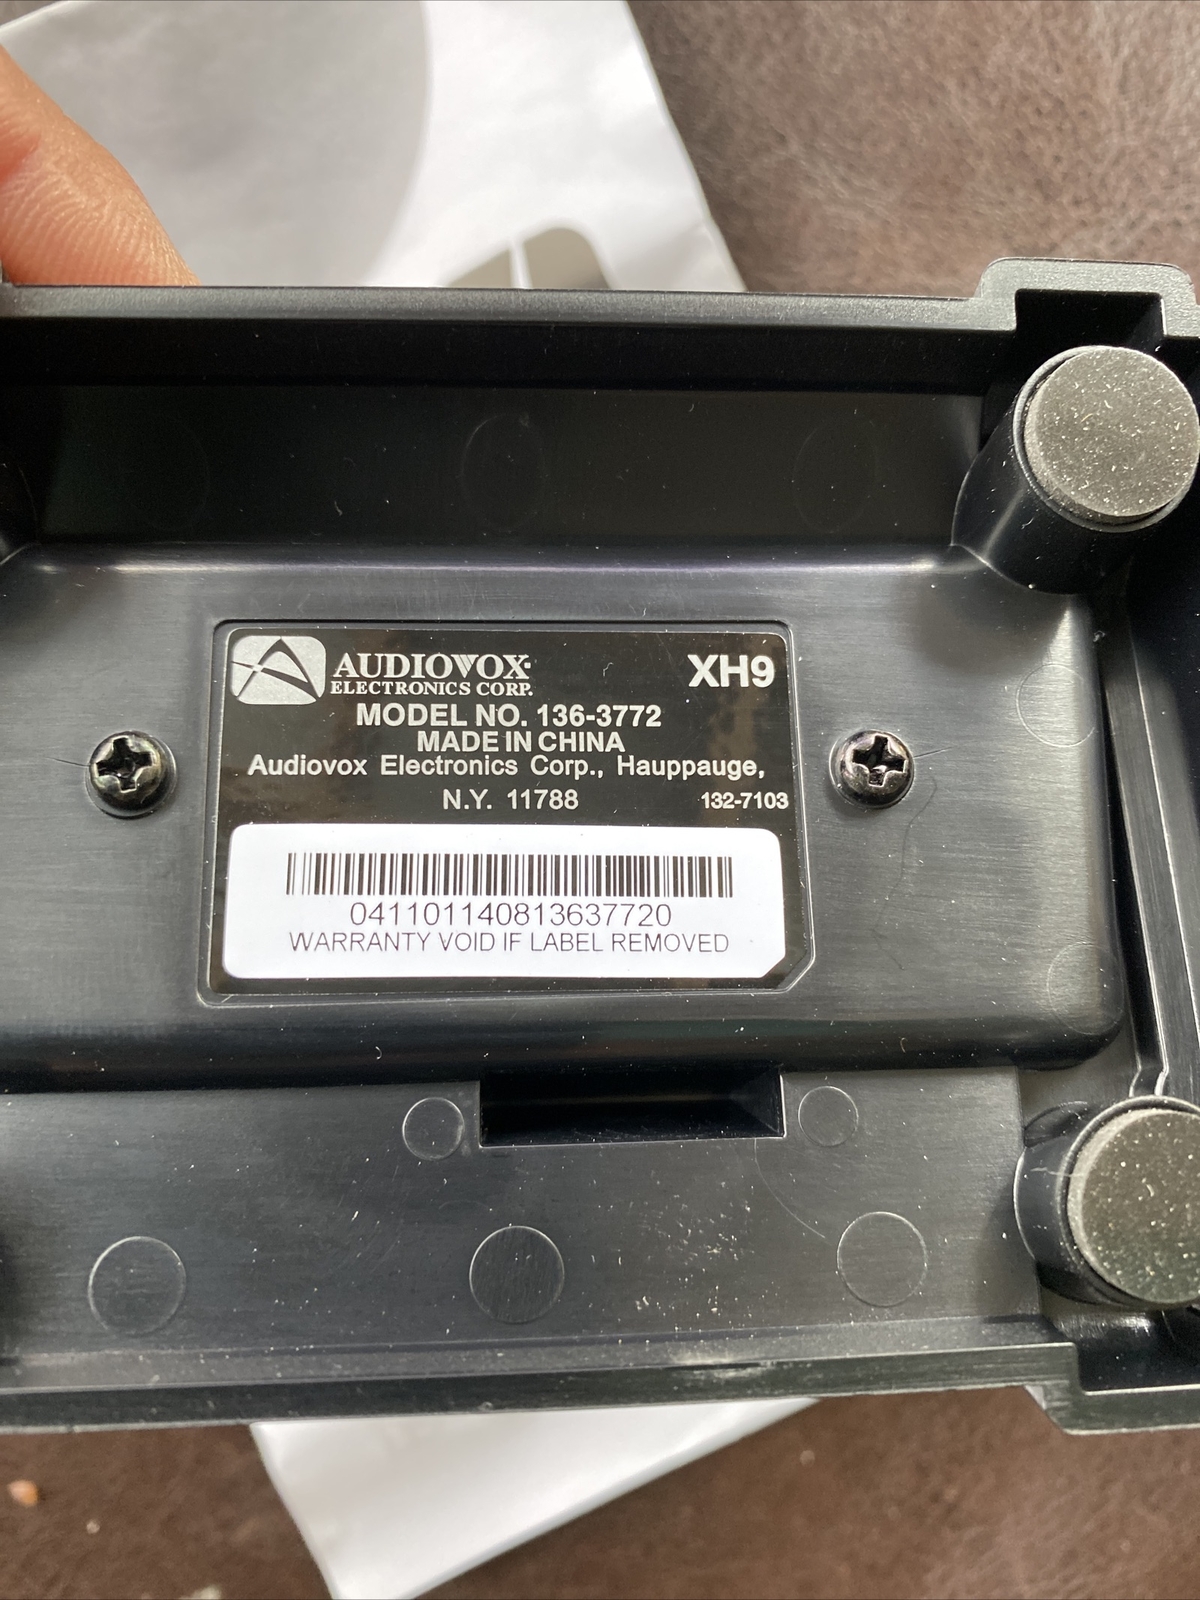 AUDIOVOX
ELECTRONICS CORP.
XH9
MODEL NO. 136-3772
MADE IN CHINA
Audiovox Electronics Corp., Hauppauge,
N.Y. 11788
132-7103
041101140813637720
WARRANTY VOID IF LABEL REMOVED